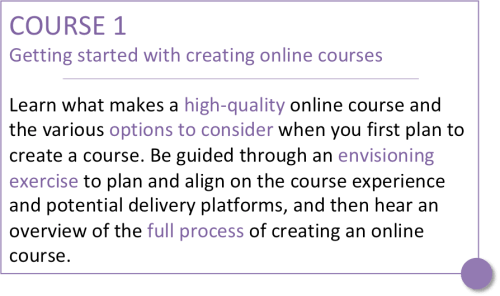 COURSE 1
Getting started with creating online courses
Learn what makes a high-quality online course and
the various options to consider when you first plan to
create a course. Be guided through an envisioning
exercise to plan and align on the course experience
and potential delivery platforms, and then hear an
overview of the full process of creating an online
course.